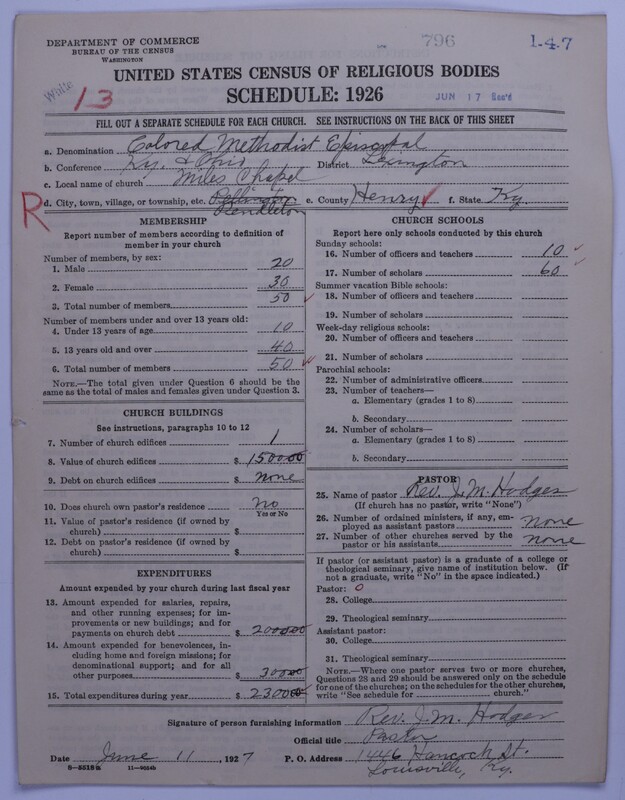 DEPARTMENT OF COMMERCE
BUREAU OF THE CENSUS
WASHINGTON
796
1-4-7
White
13
UNITED STATES CENSUS OF RELIGIOUS BODIES
SCHEDULE: 1926
JUN 17 Rec'd
FILL OUT A SEPARATE SCHEDULE FOR EACH CHURCH. SEE INSTRUCTIONS ON THE BACK OF THIS SHEET
a. Denomination Colored Methodist Episcopal
b. Conference Ky. & Ohio District Lexington
c. Local name of church Miles Chapel
R
d. City, town, village, or township, etc. e. County Henry f. State Ky.
Pendleton
MEMBERSHIP
Report number of members according to definition of
member in your church
Number of members, by sex:
1. Male 20
2. Female 30
3. Total number of members 50
Number of members under and over 13 years old:
4. Under 13 years of age 10
5. 13 years old and over 40
6. Total number of members 50
NOTE.—The total given under Question 6 should be the
same as the total of males and females given under Question 3.
CHURCH BUILDINGS
See instructions, paragraphs 10 to 12
7. Number of church edifices 1
8. Value of church edifices $ 1500.00
9. Debt on church edifices $ None
10. Does church own pastor's residence No
Yes or No
11. Value of pastor's residence (if owned by
church) $
12. Debt on pastor's residence (if owned by
church) $
EXPENDITURES
Amount expended by your church during last fiscal year
13. Amount expended for salaries, repairs,
and other running expenses; for im-
provements or new buildings; and for
payments on church debt $ 200.00
14. Amount expended for benevolences, in-
cluding home and foreign missions; for
denominational support; and for all
other purposes $ 30.00
15. Total expenditures during year $ 230.00
CHURCH SCHOOLS
Report here only schools conducted by this church
Sunday schools:
16. Number of officers and teachers 10
17. Number of scholars 60
Summer vacation Bible schools:
18. Number of officers and teachers
19. Number of scholars
Week-day religious schools:
20. Number of officers and teachers
21. Number of scholars
Parochial schools:
22. Number of administrative officers
23. Number of teachers—
a. Elementary (grades 1 to 8)
b. Secondary
24. Number of scholars—
a. Elementary (grades 1 to 8)
b. Secondary
PASTOR
25. Name of pastor Rev. J. M. Hodges
(If church has no pastor, write "None")
26. Number of ordained ministers, if any, em-
ployed as assistant pastors none
27. Number of other churches served by the
pastor or his assistants none
If pastor (or assistant pastor) is a graduate of a college or
theological seminary, give name of institution below. (If
not a graduate, write "No" in the space indicated.)
Pastor: 0
28. College
29. Theological seminary
Assistant pastor:
30. College
31. Theological seminary
NOTE.—Where one pastor serves two or more churches,
Questions 28 and 29 should be answered only on the schedule
for one of the churches; on the schedules for the other churches,
write "See schedule for church."
Signature of person furnishing information Rev. J. M. Hodges
Official title Pastor
Date June 11, 1927 P. O. Address 1446 Hancock St.
Louisville, Ky.